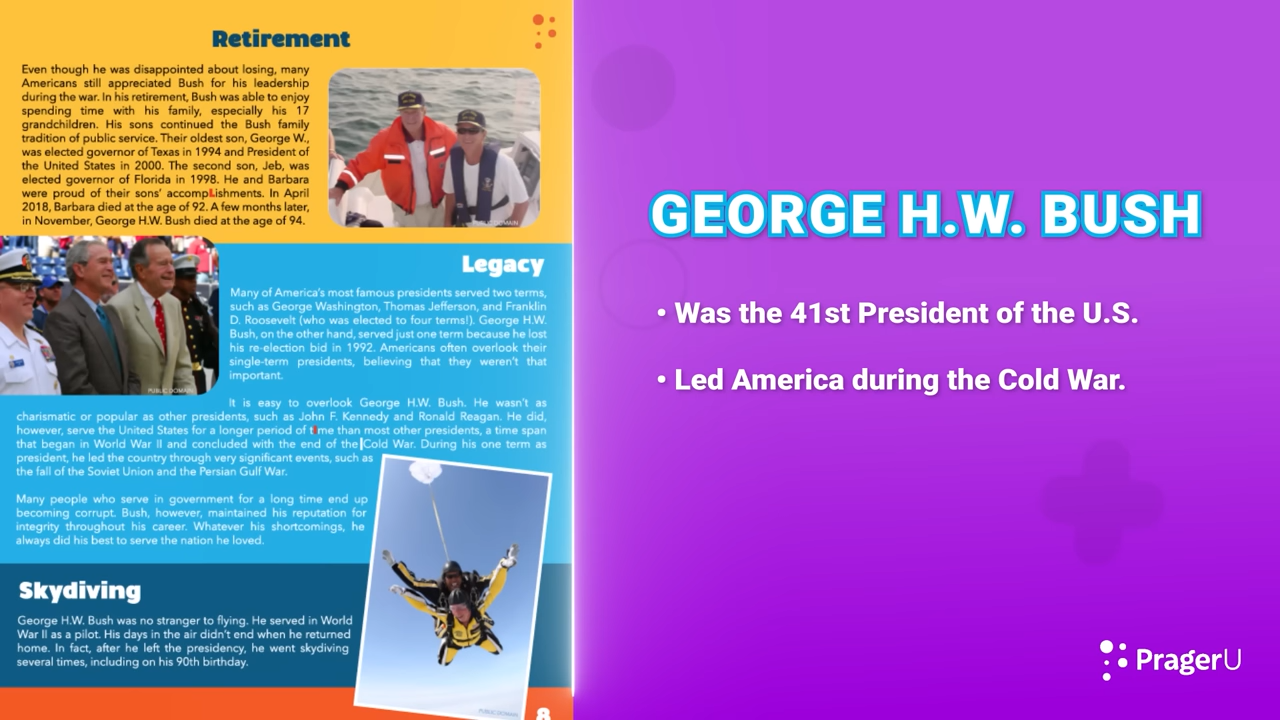 Retirement
Even though he was disappointed about losing, many
Americans still appreciated Bush for his leadership
during the war. In his retirement, Bush was able to enjoy
spending time with his family, especially his 17
grandchildren. His sons continued the Bush family
tradition of public service. Their oldest son, George W.,
was elected governor of Texas in 1994 and President of
the United States in 2000. The second son, Jeb, was
elected governor of Florida in 1998. He and Barbara
were proud of their sons' accomplishments. In April
2018, Barbara died at the age of 92. A few months later,
in November, George H.W. Bush died at the age of 94.
PUBLIC DOMAIN
Legacy
Many of America's most famous presidents served two terms,
such as George Washington, Thomas Jefferson, and Franklin
D. Roosevelt (who was elected to four terms!). George H.W.
Bush, on the other hand, served just one term because he lost
his re-election bid in 1992. Americans often overlook their
single-term presidents, believing that they weren't that
important.
PUBLIC DOMAIN
It is easy to overlook George H.W. Bush. He wasn't as
charismatic or popular as other presidents, such as John F. Kennedy and Ronald Reagan. He did,
however, serve the United States for a longer period of time than most other presidents, a time span
that began in World War II and concluded with the end of the Cold War. During his one term as
president, he led the country through very significant events, such as
the fall of the Soviet Union and the Persian Gulf War.
Many people who serve in government for a long time end up
becoming corrupt. Bush, however, maintained his reputation for
integrity throughout his career. Whatever his shortcomings, he
always did his best to serve the nation he loved.
Skydiving
George H.W. Bush was no stranger to flying. He served in World
War II as a pilot. His days in the air didn't end when he returned
home. In fact, after he left the presidency, he went skydiving
several times, including on his 90th birthday.
PUBLIC DOMAIN
8
GEORGE H.W. BUSH
• Was the 41st President of the U.S.
• Led America during the Cold War.
PragerU